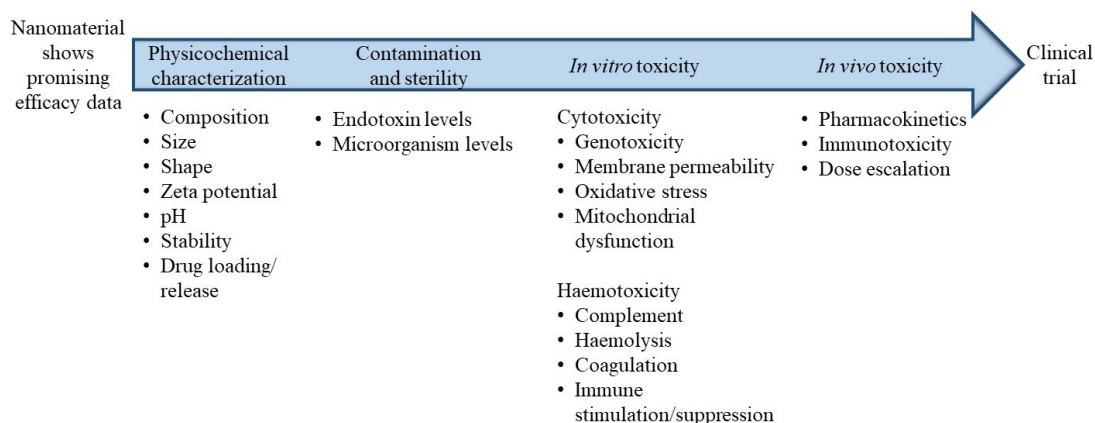 Nanomaterial
shows
promising
efficacy data
Physicochemical
characterization
Contamination
and sterility
In vitro toxicity
In vivo toxicity
Clinical
trial
• Composition
• Size
• Shape
• Zeta potential
• pH
• Stability
• Drug loading/
release
• Endotoxin levels
• Microorganism levels
Cytotoxicity
• Genotoxicity
• Membrane permeability
• Oxidative stress
• Mitochondrial
dysfunction
Haemotoxicity
• Complement
• Haemolysis
• Coagulation
• Immune
stimulation/suppression
• Pharmacokinetics
• Immunotoxicity
• Dose escalation